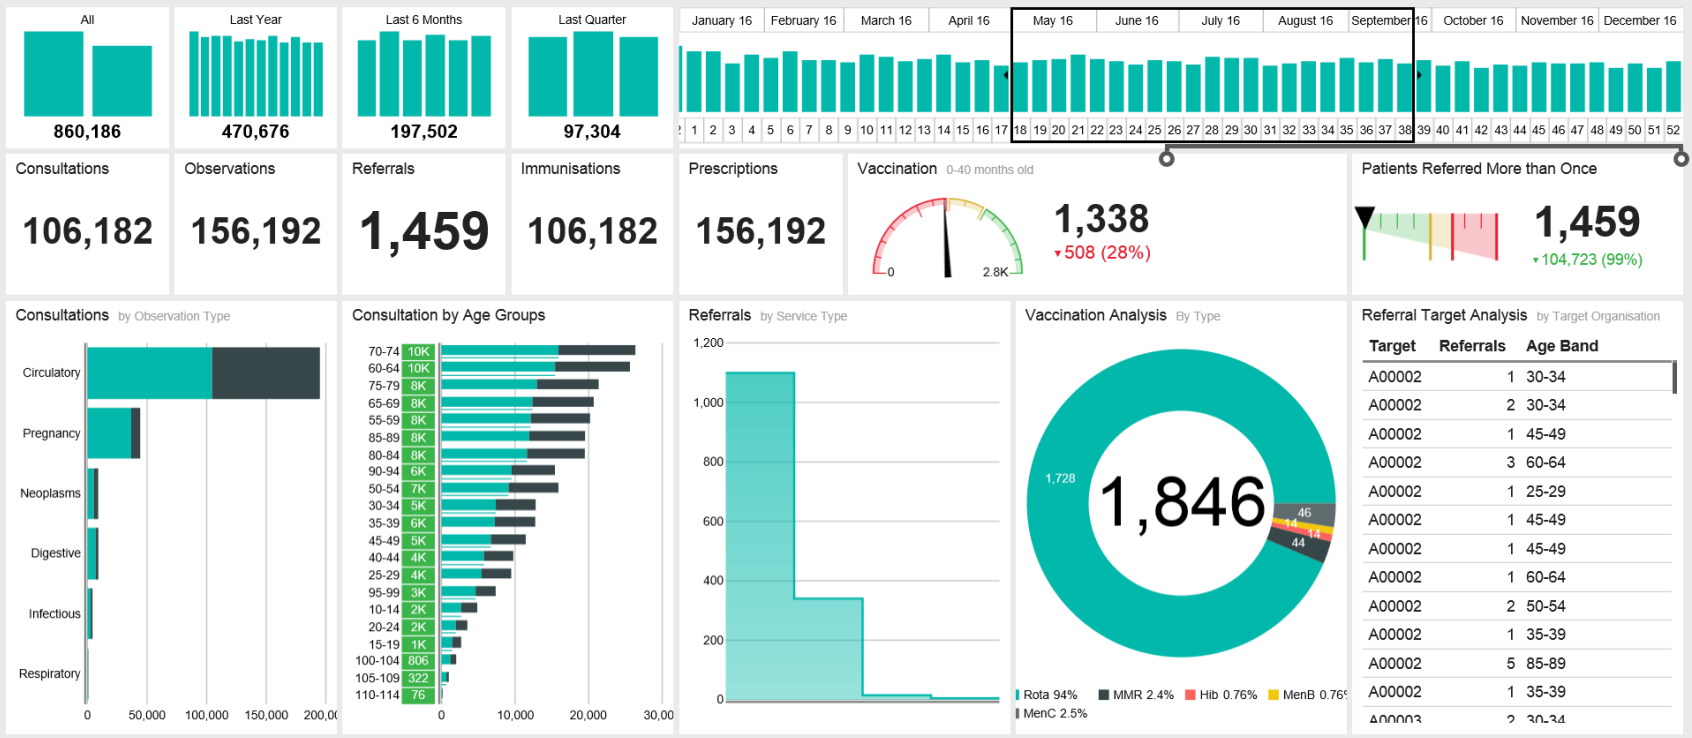 All
Last Year
Last 6 Months
Last Quarter
January 16 February 16 March 16 April 16 May 16 June 16 July 16 August 16 September 16 October 16 November 16 December 16
860,186
470,676
197,502
97,304
1 2 3 4 5 6 7 8 9 10 11 12 13 14 15 16 17 18 19 20 21 22 23 24 25 26 27 28 29 30 31 32 33 34 35 36 37 38 39 40 41 42 43 44 45 46 47 48 49 50 51 52
Consultations
106,182
Observations
156,192
Referrals
1,459
Immunisations
106,182
Prescriptions
156,192
Vaccination 0-40 months old
0 2.8K
1,338
▼508 (28%)
Patients Referred More than Once
1,459
▼104,723 (99%)
Consultations by Observation Type
Circulatory
Pregnancy
Neoplasms
Digestive
Infectious
Respiratory
0 50,000 100,000 150,000 200,0
Consultation by Age Groups
70-74 10K
60-64 10K
75-79 8K
65-69 8K
55-59 8K
85-89 8K
80-84 8K
90-94 6K
50-54 7K
30-34 5K
35-39 6K
45-49 5K
40-44 4K
25-29 4K
95-99 3K
10-14 2K
20-24 2K
15-19 1K
100-104 806
105-109 322
110-114 76
0 10,000 20,000 30,00
Referrals by Service Type
1,200
1,000
800
600
400
200
0
Vaccination Analysis By Type
1,728
1,846
46
14
14
44
Rota 94% MMR 2.4% Hib 0.76% MenB 0.76%
MenC 2.5%
Referral Target Analysis by Target Organisation
Target Referrals Age Band
A00002 1 30-34
A00002 2 30-34
A00002 1 45-49
A00002 3 60-64
A00002 1 25-29
A00002 1 45-49
A00002 1 45-49
A00002 1 60-64
A00002 2 50-54
A00002 1 35-39
A00002 5 85-89
A00002 1 35-39
A00003 2 30-34